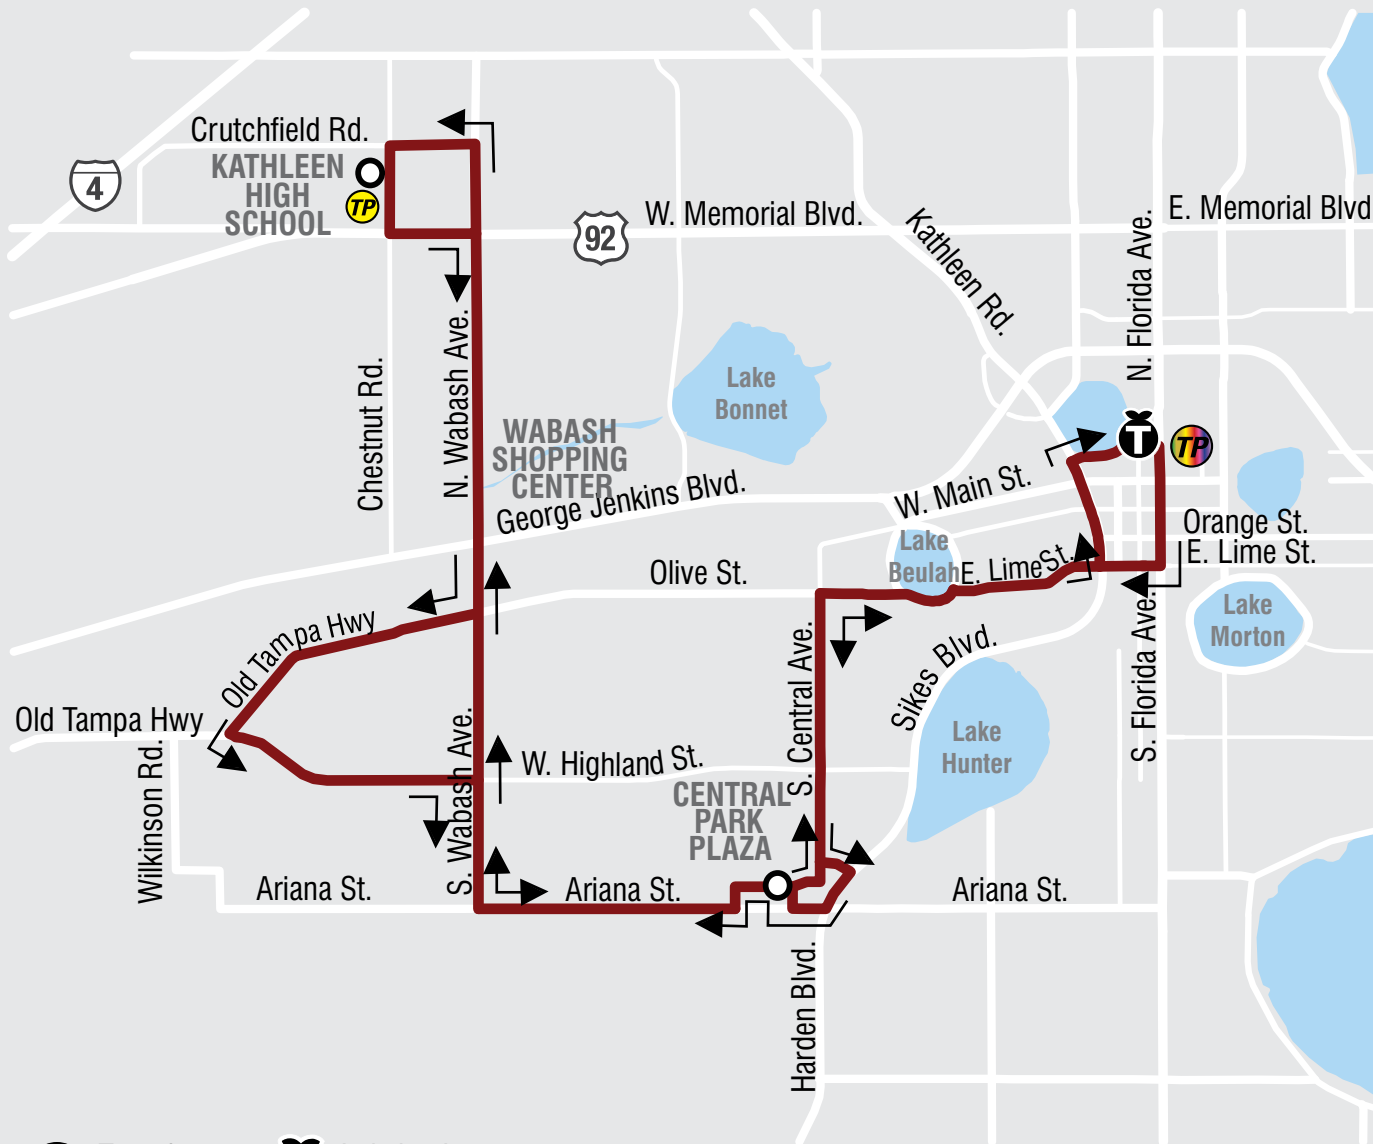 Crutchfield Rd.
KATHLEEN
HIGH
SCHOOL
TP
4
92
W. Memorial Blvd.
E. Memorial Blvd
Kathleen Rd.
N. Florida Ave.
Chestnut Rd.
N. Wabash Ave.
Lake
Bonnet
WABASH
SHOPPING
CENTER
George Jenkins Blvd.
W. Main St.
T
TP
Orange St.
E. Lime St.
Lake
Beulah
E. Lime St.
Olive St.
Lake
Morton
Old Tampa Hwy
Old Tampa Hwy
S. Central Ave.
Sikes Blvd.
S. Florida Ave.
Lake
Hunter
Wilkinson Rd.
S. Wabash Ave.
W. Highland St.
CENTRAL
PARK
PLAZA
Ariana St.
Ariana St.
Ariana St.
Harden Blvd.